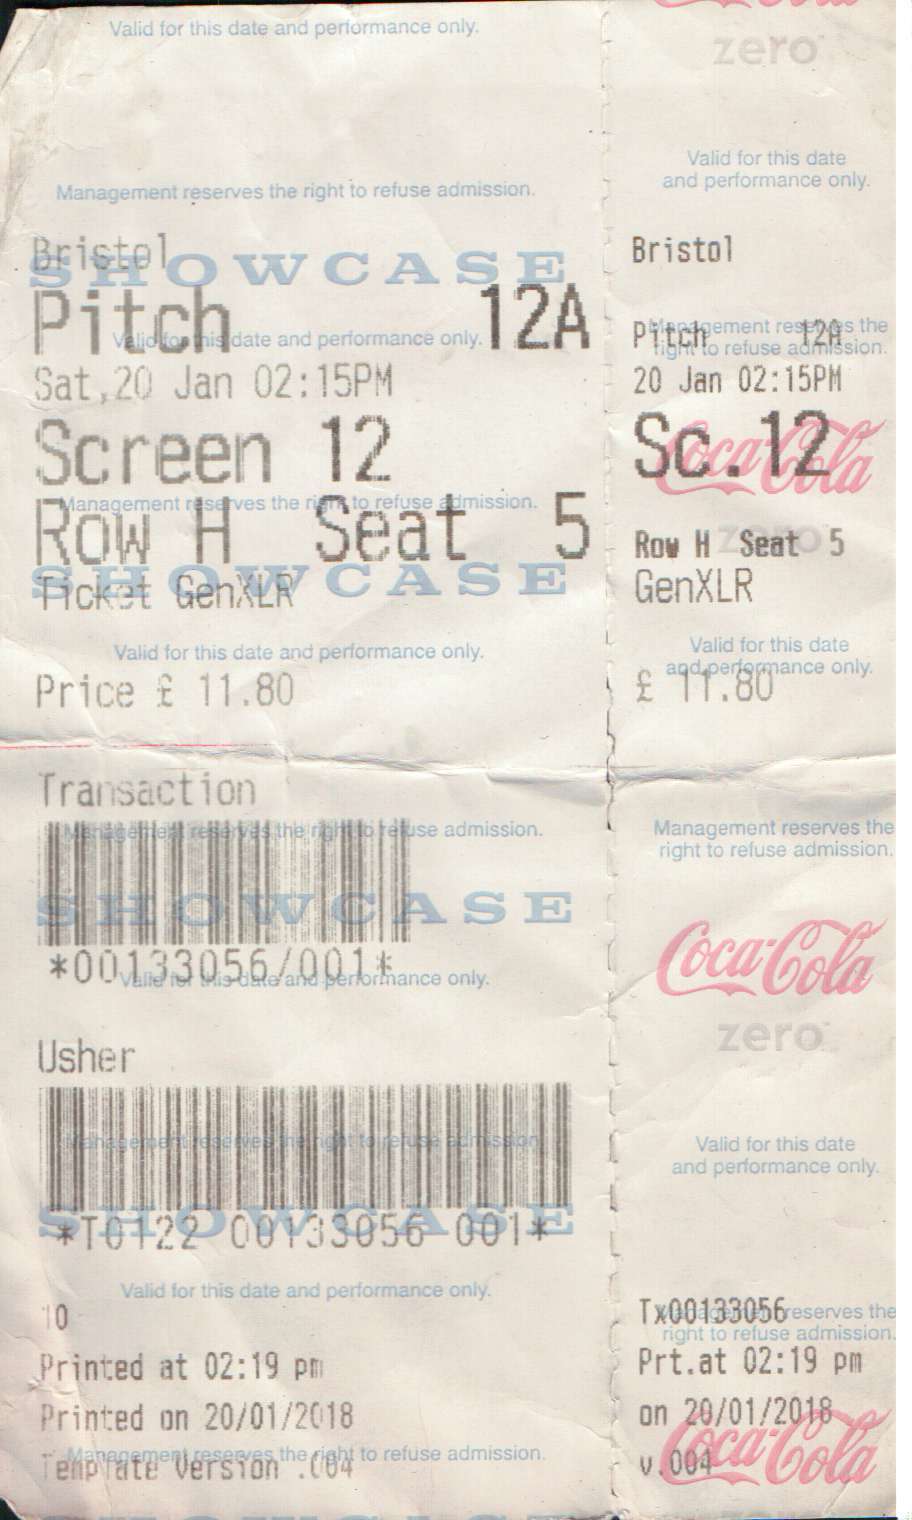 Valid for this date and performance only.
Management reserves the right to refuse admission.
Bristol
SHOWCASE
Pitch 12A
Valid for this date and performance only.
Sat,20 Jan 02:15PM
Screen 12
Management reserves the right to refuse admission.
Row H Seat 5
SHOWCASE
Ticket GenXLR
Valid for this date and performance only.
Price £ 11.80
Transaction
Management reserves the right to refuse admission.
SHOWCASE
*00133056/001*
Valid for this date and performance only.
Usher
Management reserves the right to refuse admission.
SHOWCASE
*T0122 00133056 001*
Valid for this date and performance only.
10
Printed at 02:19 pm
Printed on 20/01/2018
Management reserves the right to refuse admission.
Template Version .004
Coca-Cola
zero
Valid for this date
and performance only.
Bristol
Pitch 12A
Management reserves the
right to refuse admission.
20 Jan 02:15PM
Sc.12
Coca-Cola
zero
Row H Seat 5
GenXLR
Valid for this date
and performance only.
£ 11.80
Management reserves the
right to refuse admission.
Coca-Cola
zero
Valid for this date
and performance only.
Tx00133056
Management reserves the
right to refuse admission.
Prt.at 02:19 pm
on 20/01/2018
Coca-Cola
v.004